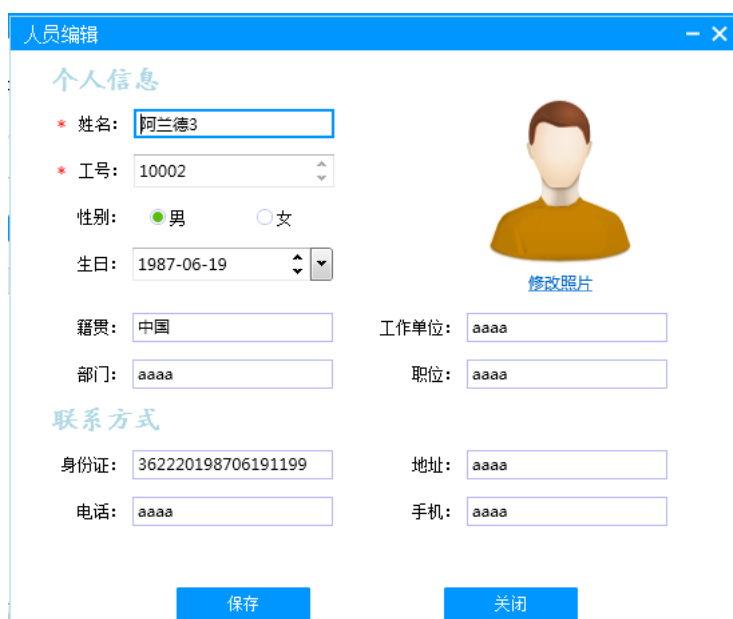 人员编辑
个人信息
* 姓名： 阿兰德3
* 工号： 10002
性别： 男 女
生日： 1987-06-19
修改照片
籍贯： 中国 工作单位： aaaa
部门： aaaa 职位： aaaa
联系方式
身份证： 362220198706191199 地址： aaaa
电话： aaaa 手机： aaaa
保存 关闭